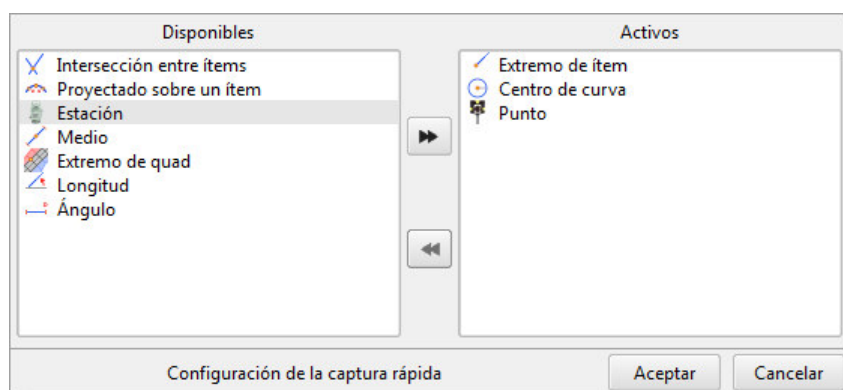 Disponibles
Intersección entre ítems
Proyectado sobre un ítem
Estación
Medio
Extremo de quad
Longitud
Ángulo
Activos
Extremo de ítem
Centro de curva
Punto
Configuración de la captura rápida
Aceptar
Cancelar